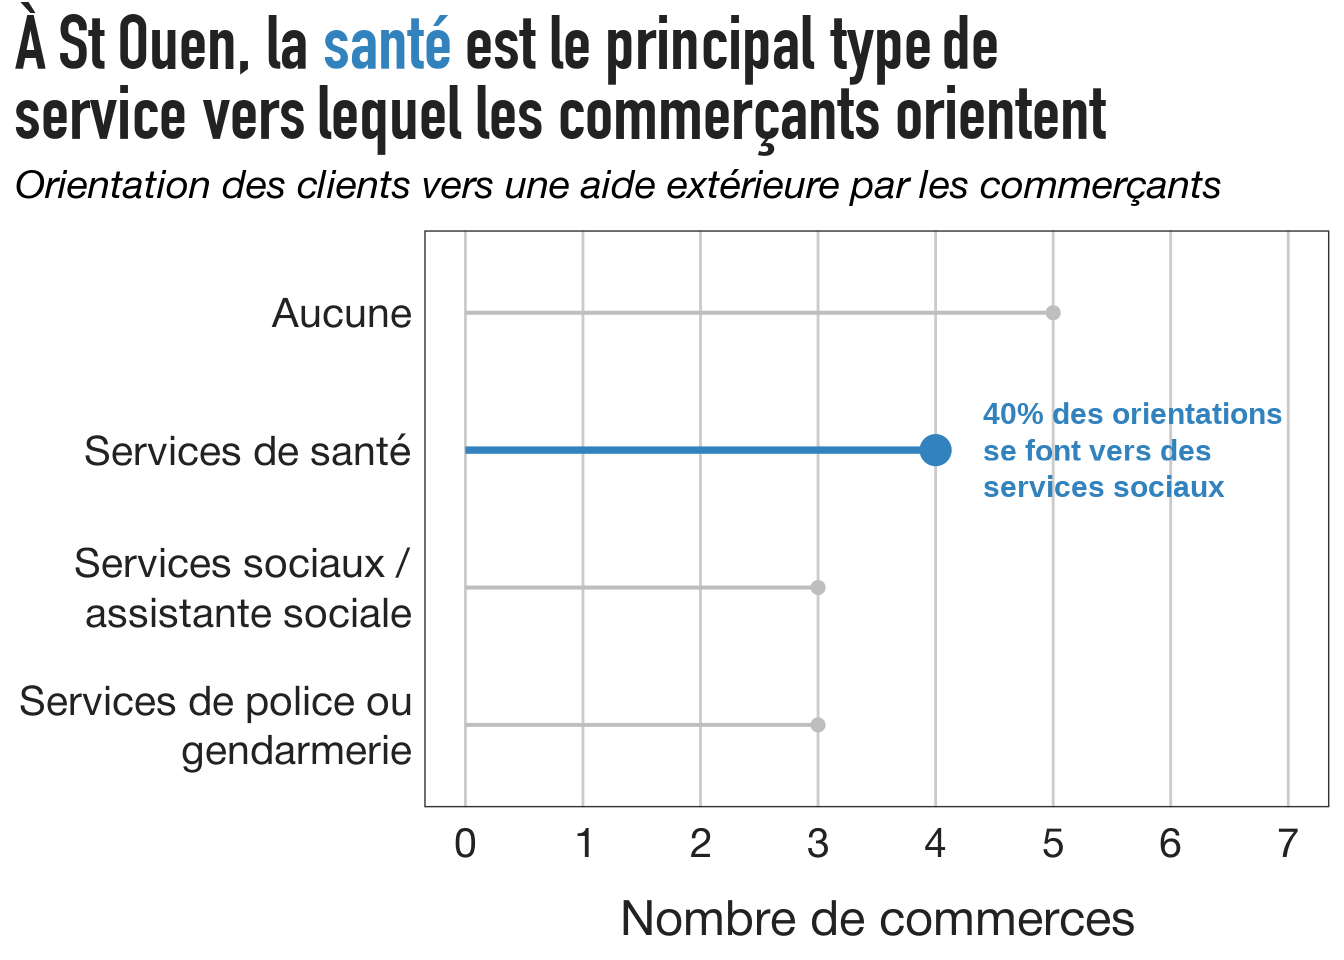 À St Ouen, la santé est le principal type de
service vers lequel les commerçants orientent
Orientation des clients vers une aide extérieure par les commerçants
Aucune
40% des orientations
se font vers des
services sociaux
Services de santé
Services sociaux /
assistante sociale
Services de police ou
gendarmerie
0 1 2 3 4 5 6 7
Nombre de commerces